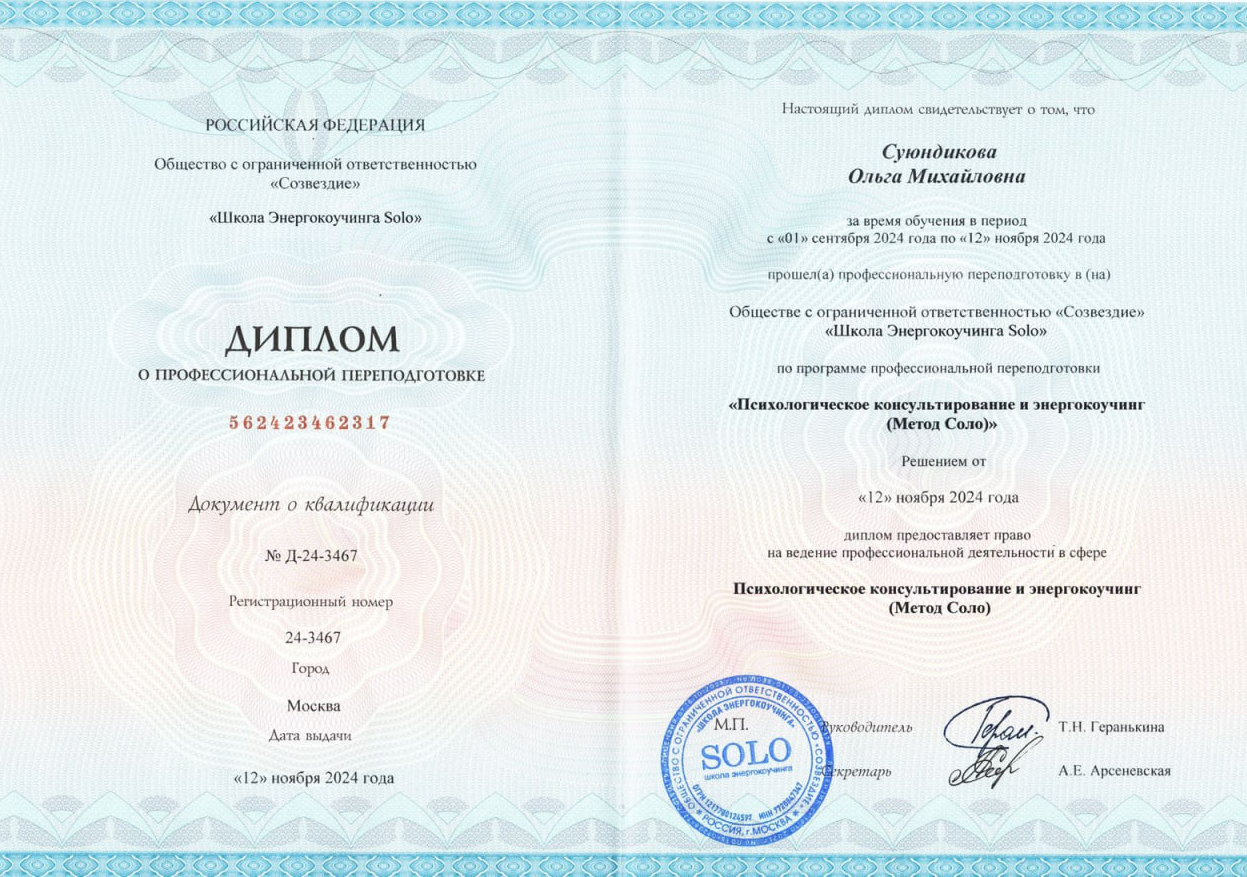 РОССИЙСКАЯ ФЕДЕРАЦИЯ
Общество с ограниченной ответственностью
«Созвездие»
«Школа Энергокоучинга Solo»
ДИПЛОМ
О ПРОФЕССИОНАЛЬНОЙ ПЕРЕПОДГОТОВКЕ
562423462317
Документ о квалификации
№ Д-24-3467
Регистрационный номер
24-3467
Город
Москва
Дата выдачи
«12» ноября 2024 года
Настоящий диплом свидетельствует о том, что
Суюндикова
Ольга Михайловна
за время обучения в период
с «01» сентября 2024 года по «12» ноября 2024 года
прошел(а) профессиональную переподготовку в (на)
Обществе с ограниченной ответственностью «Созвездие»
«Школа Энергокоучинга Solo»
по программе профессиональной переподготовки
«Психологическое консультирование и энергокоучинг
(Метод Соло)»
Решением от
«12» ноября 2024 года
диплом предоставляет право
на ведение профессиональной деятельности в сфере
Психологическое консультирование и энергокоучинг
(Метод Соло)
М.П.
Руководитель
Т.Н. Геранькина
Секретарь
А.Е. Арсеневская
ОБЩЕСТВО С ОГРАНИЧЕННОЙ ОТВЕТСТВЕННОСТЬЮ «СОЗВЕЗДИЕ»
«ШКОЛА ЭНЕРГОКОУЧИНГА»
SOLO
школа энергокоучинга
РОССИЯ, г. МОСКВА